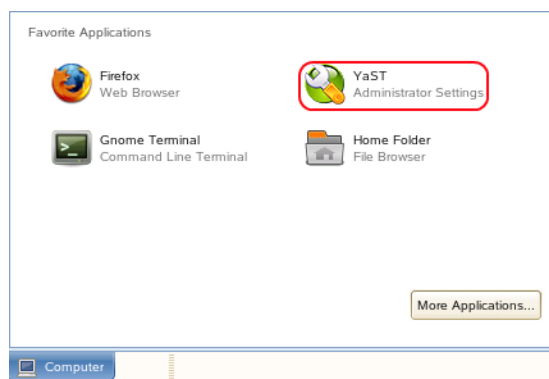 Favorite Applications
Firefox
Web Browser
YaST
Administrator Settings
Gnome Terminal
Command Line Terminal
Home Folder
File Browser
More Applications...
Computer